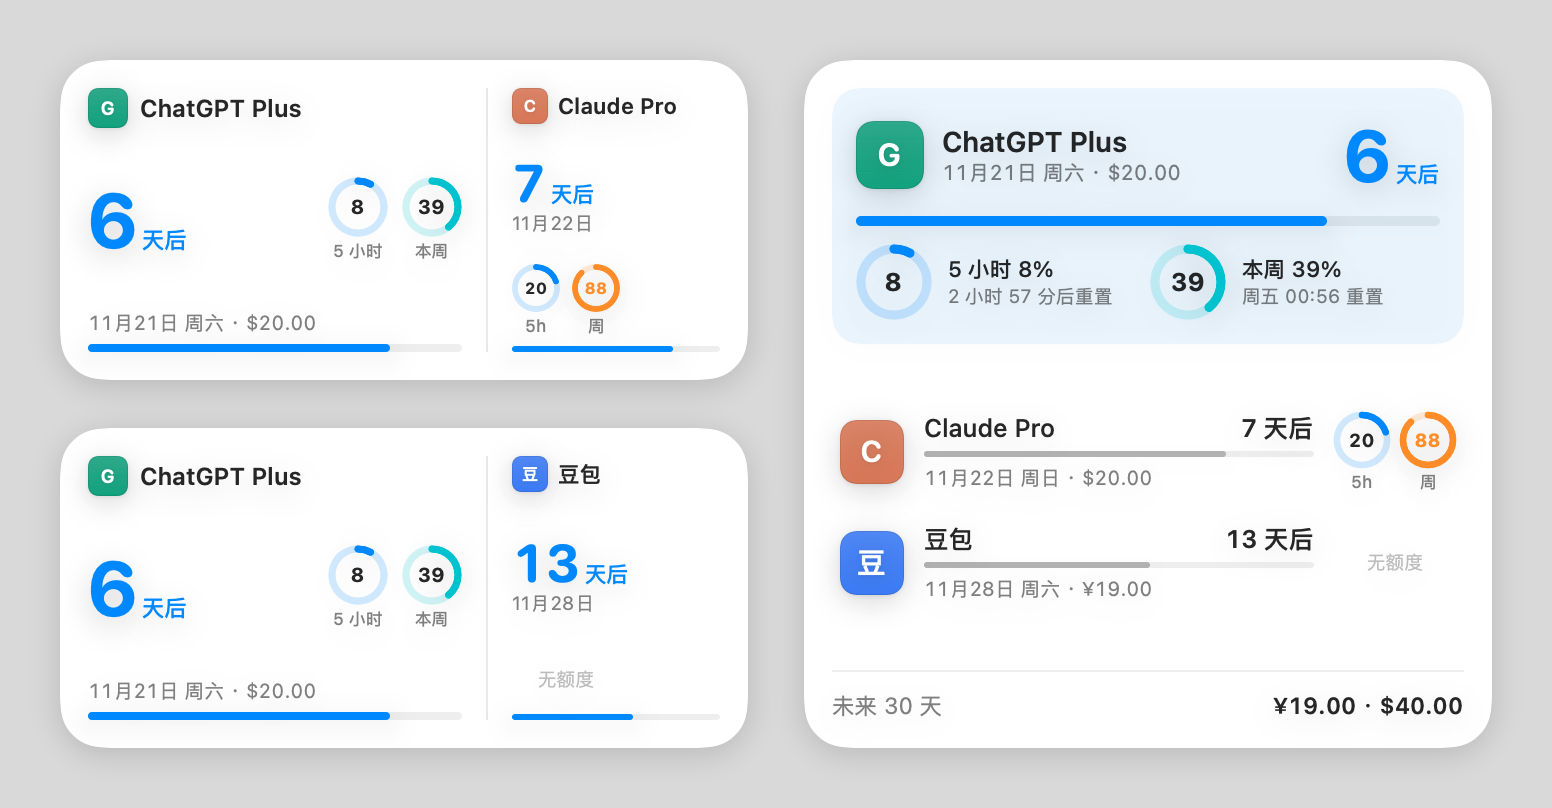 G ChatGPT Plus
6 天后
8
5 小时
39
本周
11月21日 周六 · $20.00
C Claude Pro
7 天后
11月22日
20
5h
88
周
G ChatGPT Plus
6 天后
8
5 小时
39
本周
11月21日 周六 · $20.00
豆 豆包
13 天后
11月28日
无额度
G ChatGPT Plus
11月21日 周六 · $20.00
6 天后
8
5 小时 8%
2 小时 57 分后重置
39
本周 39%
周五 00:56 重置
C Claude Pro
7 天后
11月22日 周日 · $20.00
20
5h
88
周
豆 豆包
13 天后
11月28日 周六 · ¥19.00
无额度
未来 30 天
¥19.00 · $40.00